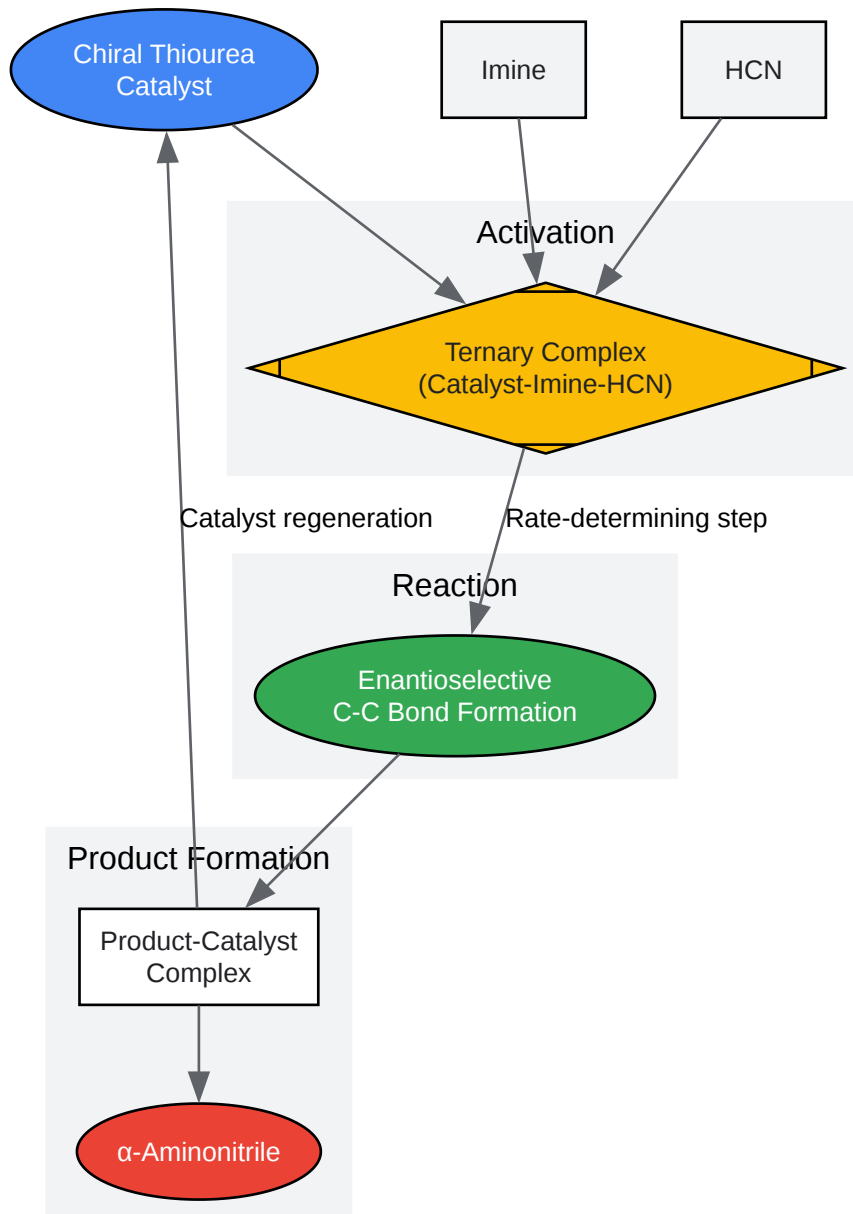 Chiral Thiourea
Catalyst
Imine
HCN
Activation
Ternary Complex
(Catalyst-Imine-HCN)
Catalyst regeneration
Rate-determining step
Reaction
Enantioselective
C-C Bond Formation
Product Formation
Product-Catalyst
Complex
α-Aminonitrile